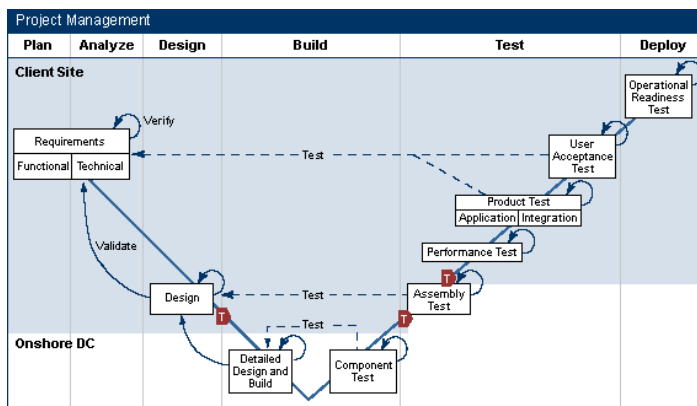 Project Management
Plan Analyze Design Build Test Deploy
Client Site
Operational
Readiness
Test
Verify
Requirements
Functional Technical
Test
User
Acceptance
Test
Product Test
Application Integration
Validate
Performance Test
T
Design
Test
Assembly
Test
T
T
Test
Onshore DC
Detailed
Design and
Build
Component
Test